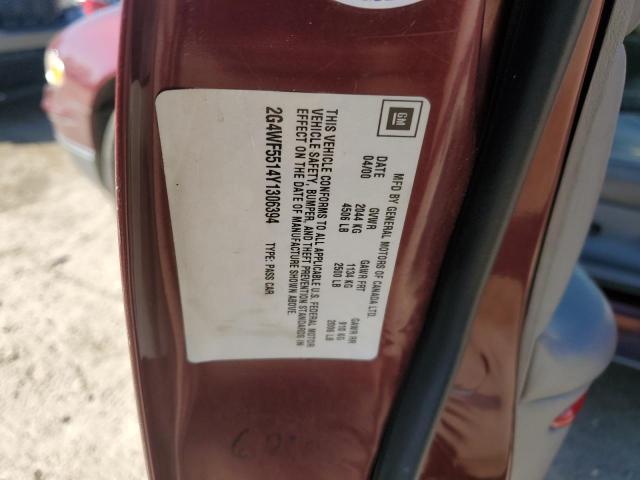 GM
MFD BY GENERAL MOTORS OF CANADA LTD.
DATE GVWR GAWR FRT GAWR RR
04/00 2044 KG 1134 KG 910 KG
4506 LB 2500 LB 2006 LB
THIS VEHICLE CONFORMS TO ALL APPLICABLE U.S. FEDERAL MOTOR
VEHICLE SAFETY, BUMPER, AND THEFT PREVENTION STANDARDS IN
EFFECT ON THE DATE OF MANUFACTURE SHOWN ABOVE.
2G4WF5514Y1306394 TYPE: PASS CAR